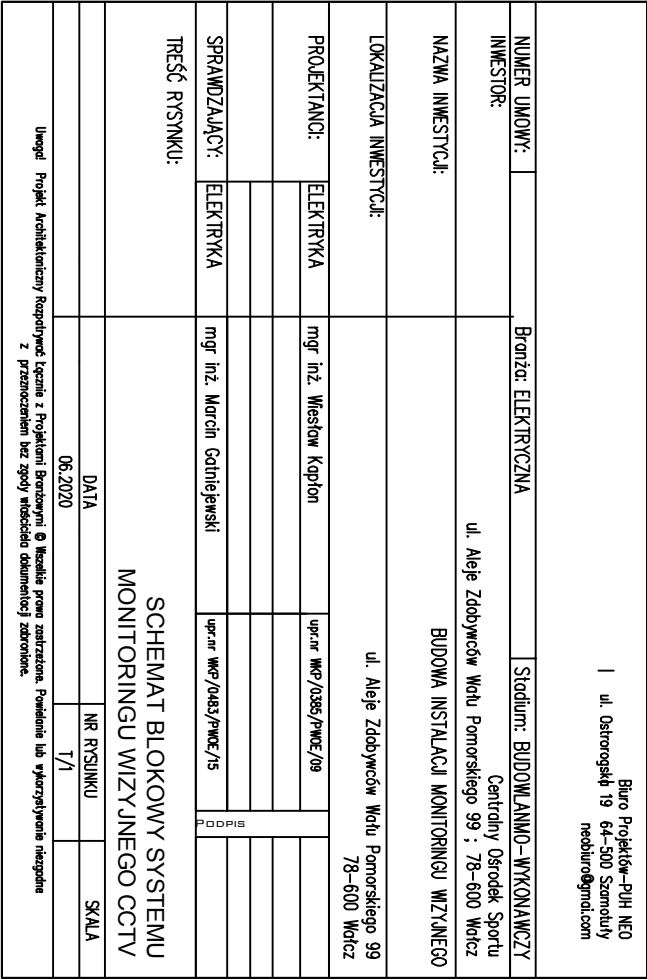 Biuro Projektów-PUH NEO
| ul. Ostrorogska 19 64-500 Szamotuły
neobiuro@gmai.com
NUMER UMOWY: Branża: ELEKTRYCZNA Stadium: BUDOWLANMO-WYKONAWCZY
INWESTOR: Centralny Ośrodek Sportu
ul. Aleje Zdobywców Wału Pomorskiego 99 ; 78-600 Wałcz
NAZWA INWESTYCJI: BUDOWA INSTALACJI MONITORINGU WIZYJNEGO
LOKALIZACJA INWESTYCJI: ul. Aleje Zdobywców Wału Pomorskiego 99
78-600 Wałcz
PROJEKTANCI: ELEKTRYKA mgr inż. Wiesław Kapłon upr.nr WKP/0385/PWOE/09
PODPIS
SPRAWDZAJĄCY: ELEKTRYKA mgr inż. Marcin Gatniejewski upr.nr WKP/0483/PWOE/15
TREŚĆ RYSYNKU: SCHEMAT BLOKOWY SYSTEMU
MONITORINGU WIZYJNEGO CCTV
DATA NR RYSUNKU SKALA
06.2020 T/1
Uwaga! Projekt Architektoniczny Rozpatrywać Łącznie z Projektami Branżowymi © Wszelkie prawa zastrzeżone. Powielanie lub wykorzystywanie niezgodne
z przeznaczeniem bez zgody właściciela dokumentacji zabronione.